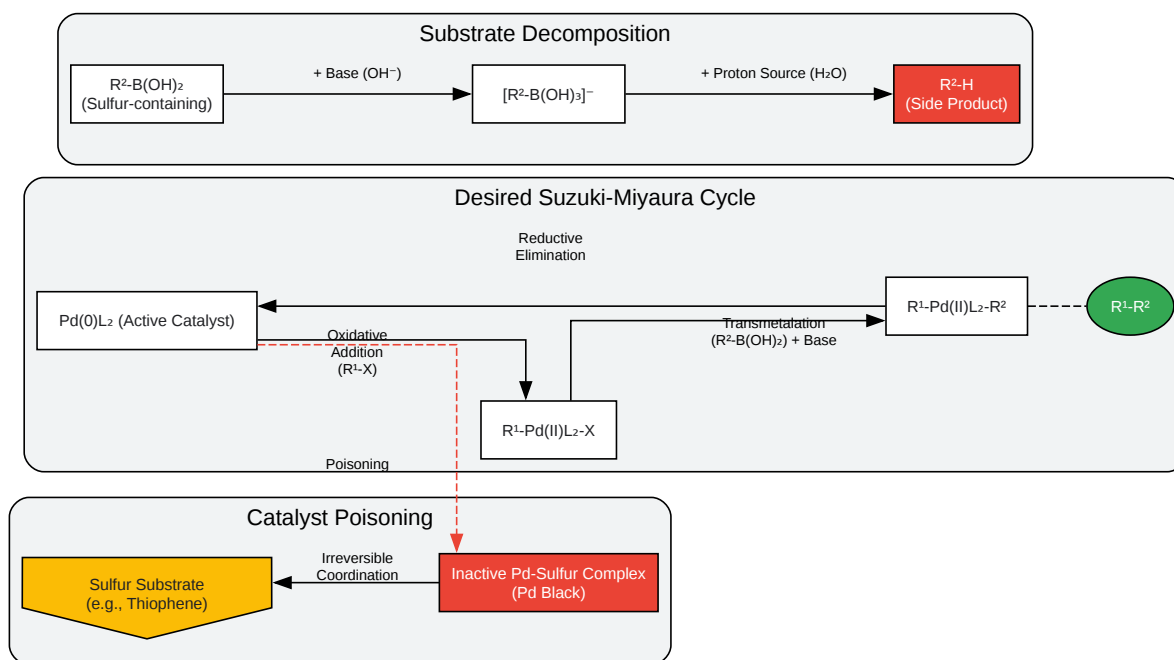 Substrate Decomposition
R²-B(OH)₂
(Sulfur-containing)
+ Base (OH⁻)
[R²-B(OH)₃]⁻
+ Proton Source (H₂O)
R²-H
(Side Product)
Desired Suzuki-Miyaura Cycle
Reductive
Elimination
Pd(0)L₂ (Active Catalyst)
R¹-Pd(II)L₂-R²
R¹-R²
Oxidative
Addition
(R¹-X)
Transmetalation
(R²-B(OH)₂) + Base
R¹-Pd(II)L₂-X
Poisoning
Catalyst Poisoning
Sulfur Substrate
(e.g., Thiophene)
Irreversible
Coordination
Inactive Pd-Sulfur Complex
(Pd Black)